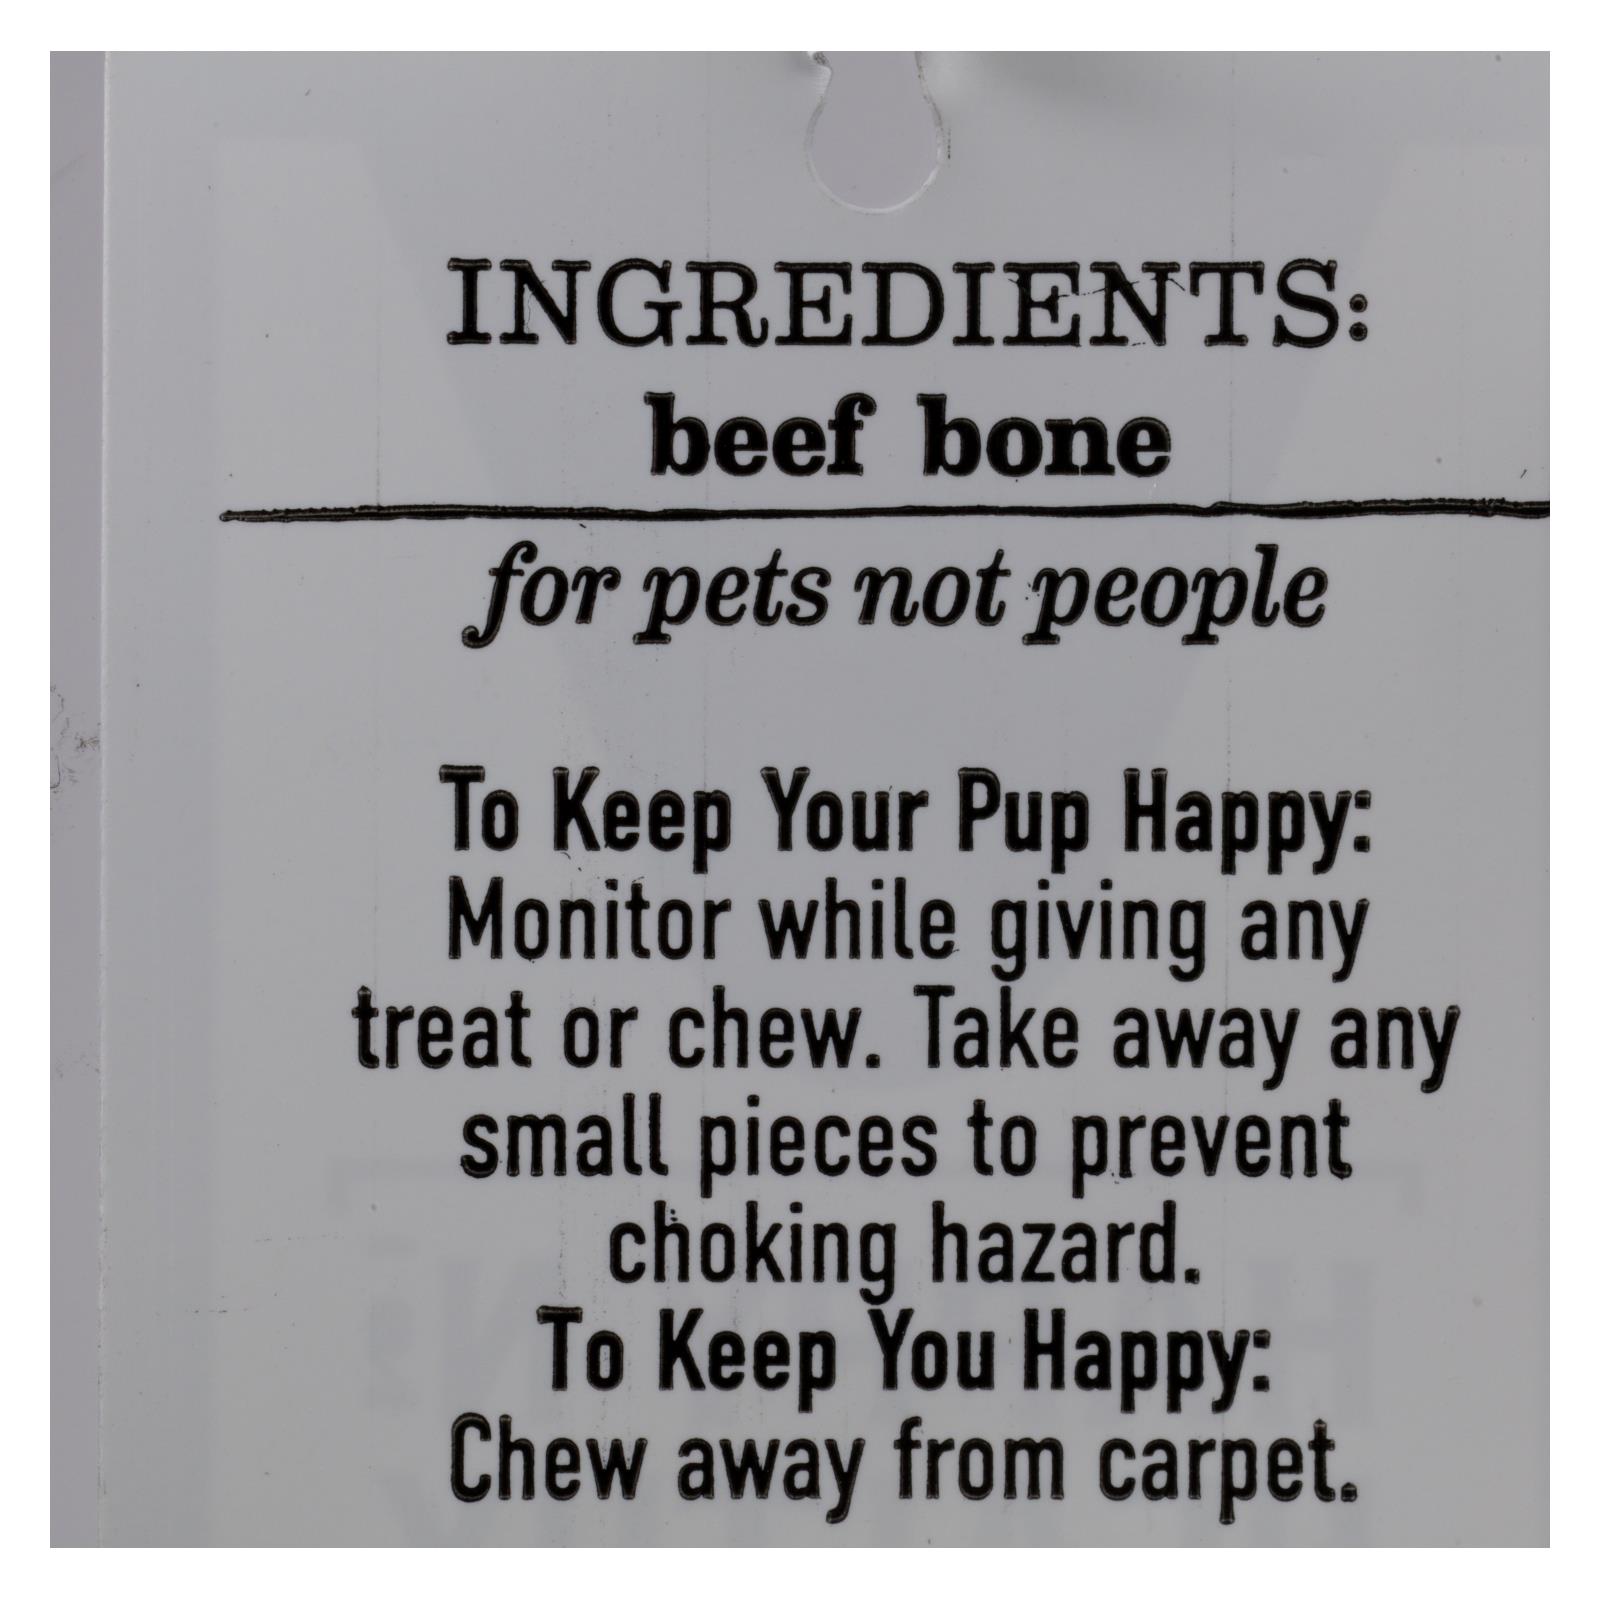 INGREDIENTS:
beef bone
for pets not people
To Keep Your Pup Happy:
Monitor while giving any
treat or chew. Take away any
small pieces to prevent
choking hazard.
To Keep You Happy:
Chew away from carpet.